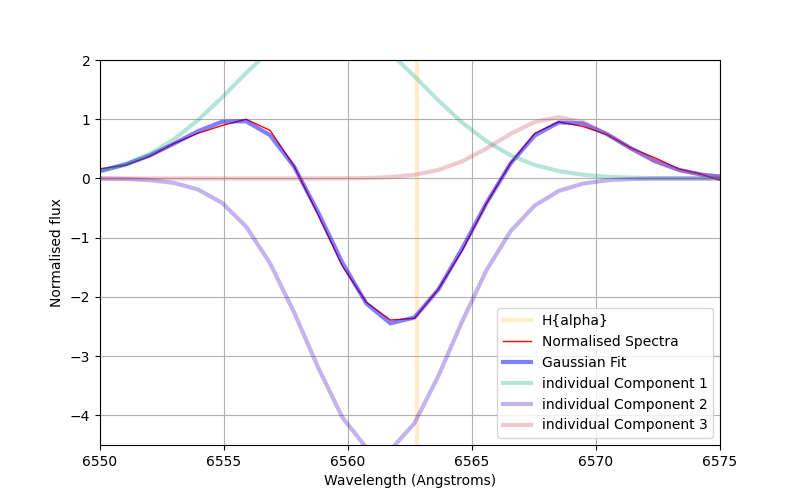 2
1
0
−1
−2
−3
−4
Normalised flux
6550 6555 6560 6565 6570 6575
Wavelength (Angstroms)
H{alpha}
Normalised Spectra
Gaussian Fit
individual Component 1
individual Component 2
individual Component 3